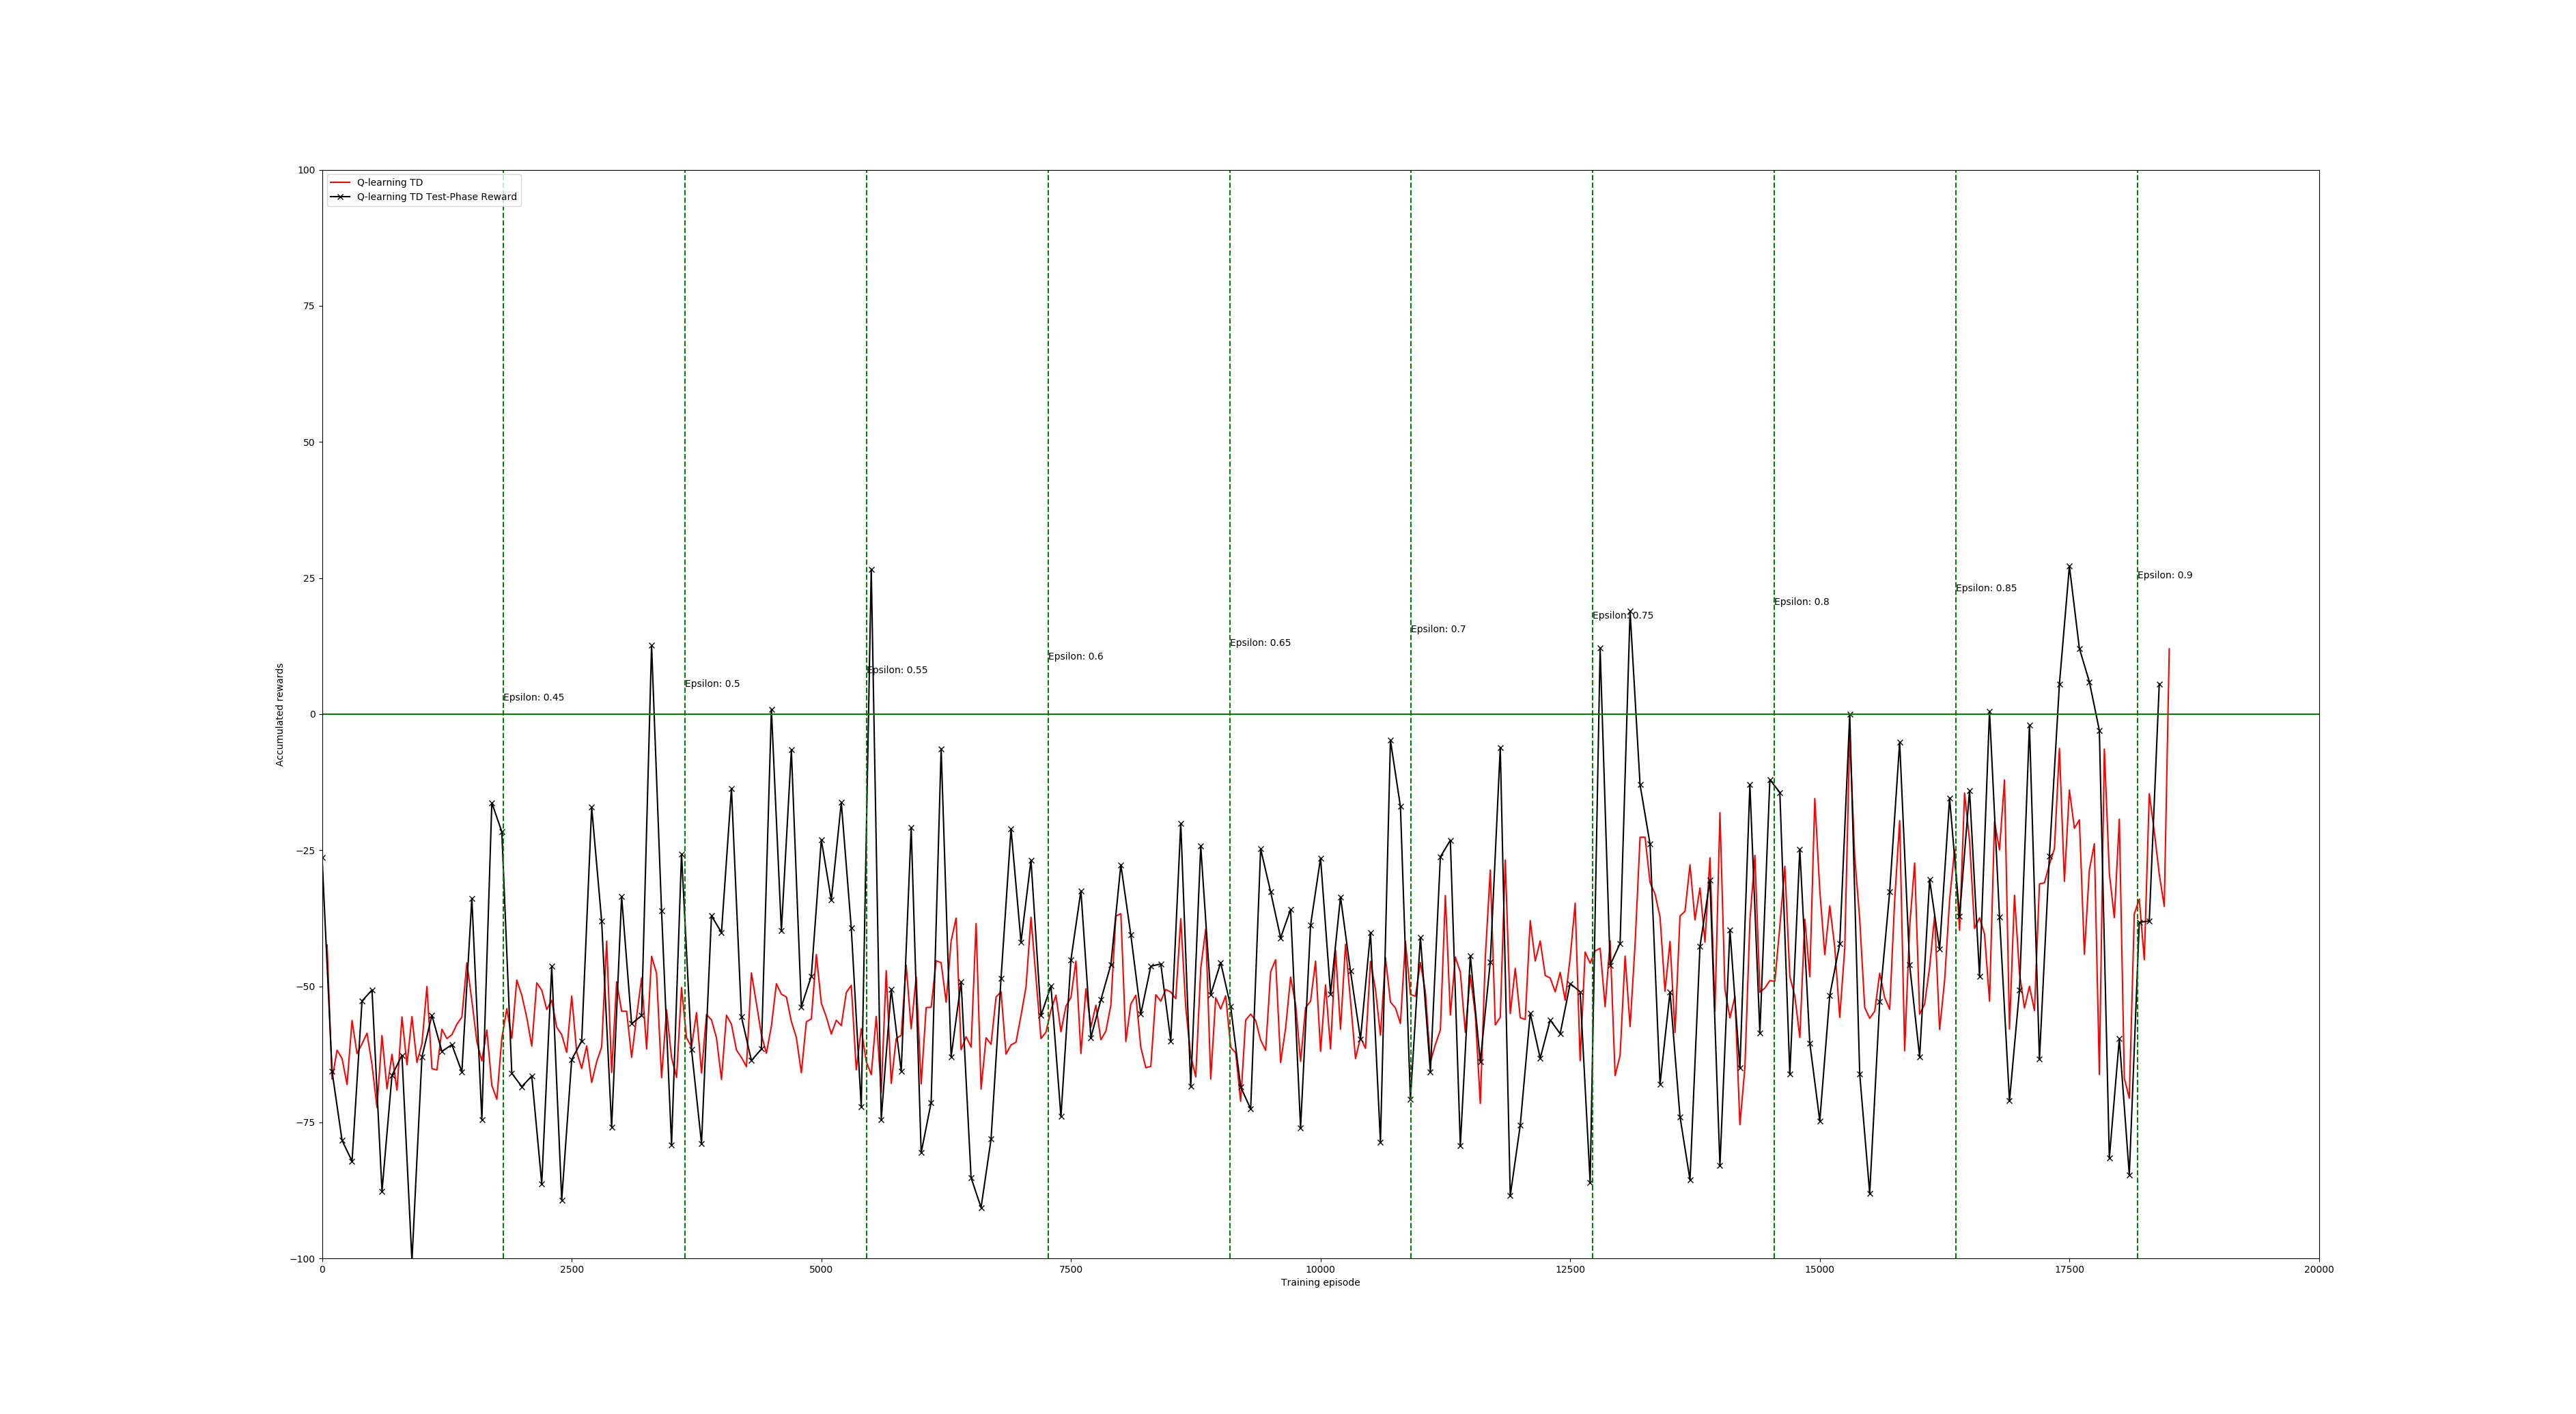 100
Q-learning TD
Q-learning TD Test-Phase Reward
75
50
25
Epsilon: 0.9
Epsilon: 0.85
Epsilon: 0.8
Epsilon: 0.75
Epsilon: 0.7
Epsilon: 0.65
Epsilon: 0.6
Epsilon: 0.55
Epsilon: 0.5
Epsilon: 0.45
0
Accumulated rewards
−25
−50
−75
−100
0 2500 5000 7500 10000 12500 15000 17500 20000
Training episode